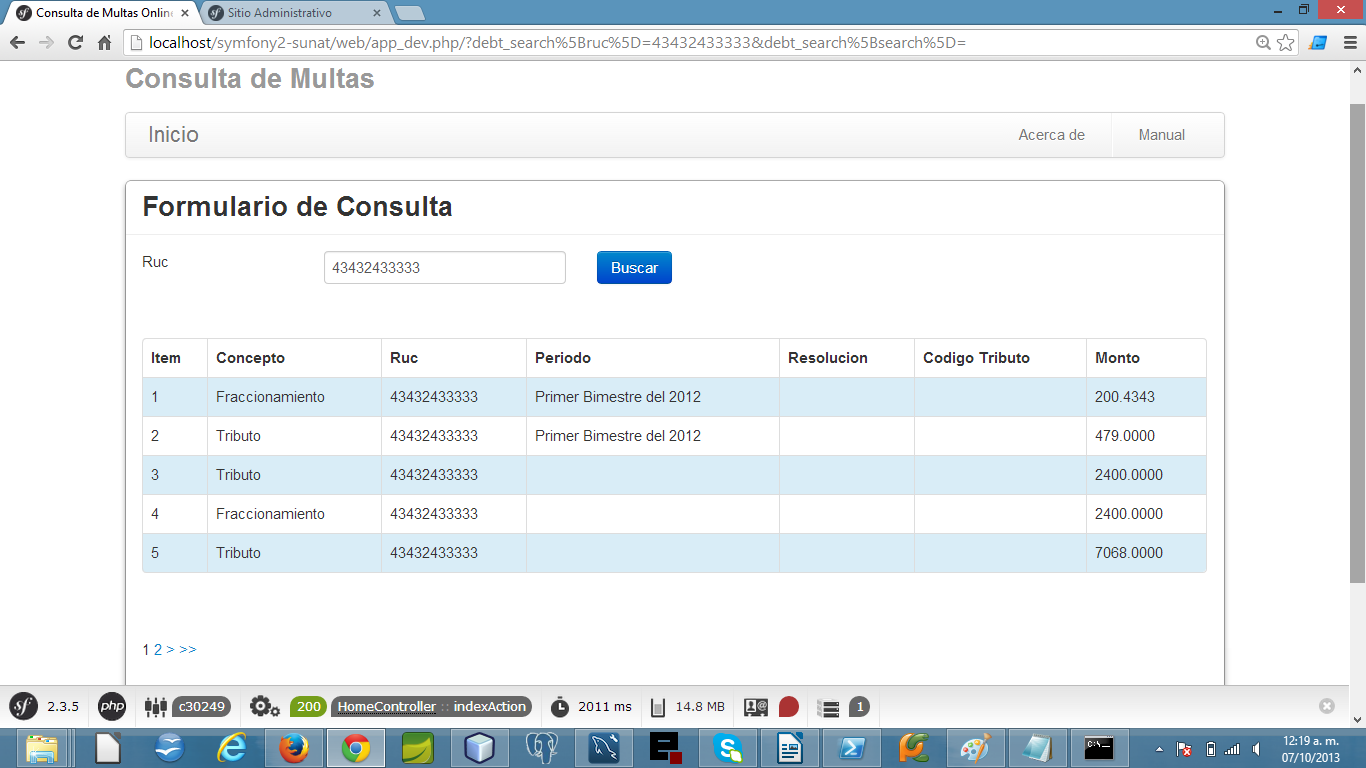 Consulta de Multas Online
Sitio Administrativo
localhost/symfony2-sunat/web/app_dev.php/?debt_search%5Bruc%5D=43432433333&debt_search%5Bsearch%5D=
Consulta de Multas
Inicio Acerca de Manual
Formulario de Consulta
Ruc 43432433333 Buscar
Item Concepto Ruc Periodo Resolucion Codigo Tributo Monto
1 Fraccionamiento 43432433333 Primer Bimestre del 2012 200.4343
2 Tributo 43432433333 Primer Bimestre del 2012 479.0000
3 Tributo 43432433333 2400.0000
4 Fraccionamiento 43432433333 2400.0000
5 Tributo 43432433333 7068.0000
1 2 > >>
sf 2.3.5 php c30249 200 HomeController :: indexAction 2011 ms 14.8 MB 1
12:19 a. m.
07/10/2013